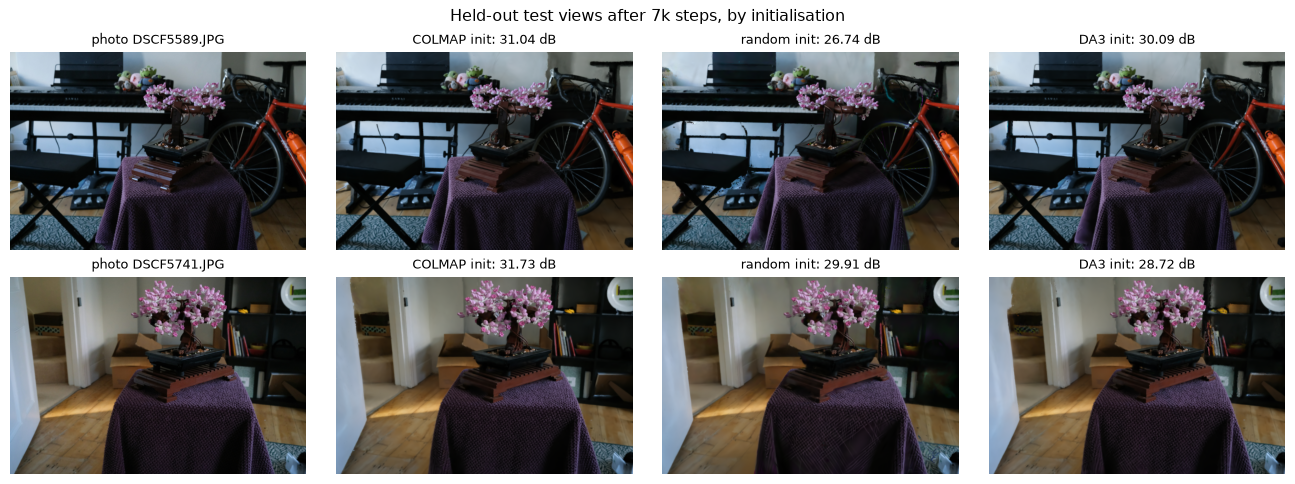 Held-out test views after 7k steps, by initialisation
photo DSCF5589.JPG
COLMAP init: 31.04 dB
random init: 26.74 dB
DA3 init: 30.09 dB
photo DSCF5741.JPG
COLMAP init: 31.73 dB
random init: 29.91 dB
DA3 init: 28.72 dB